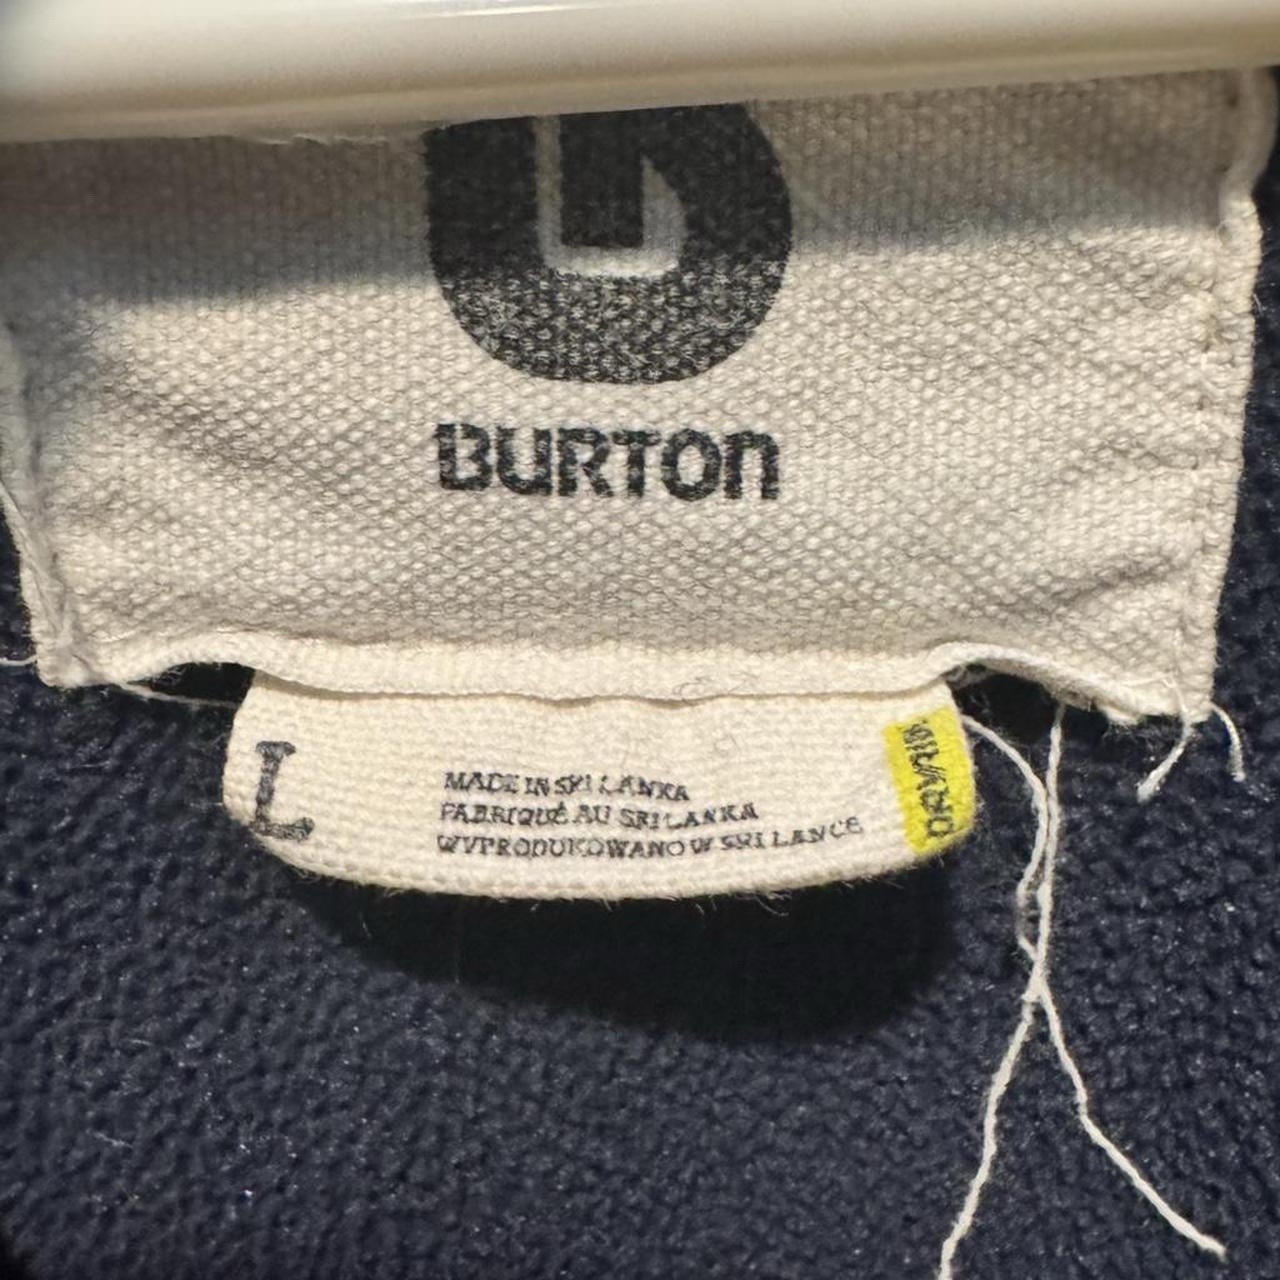 BURTON
L
MADE IN SRI LANKA
FABRIQUÉ AU SRI LANKA
WYPRODUKOWANO W SRI LANCE
DRYRIDE